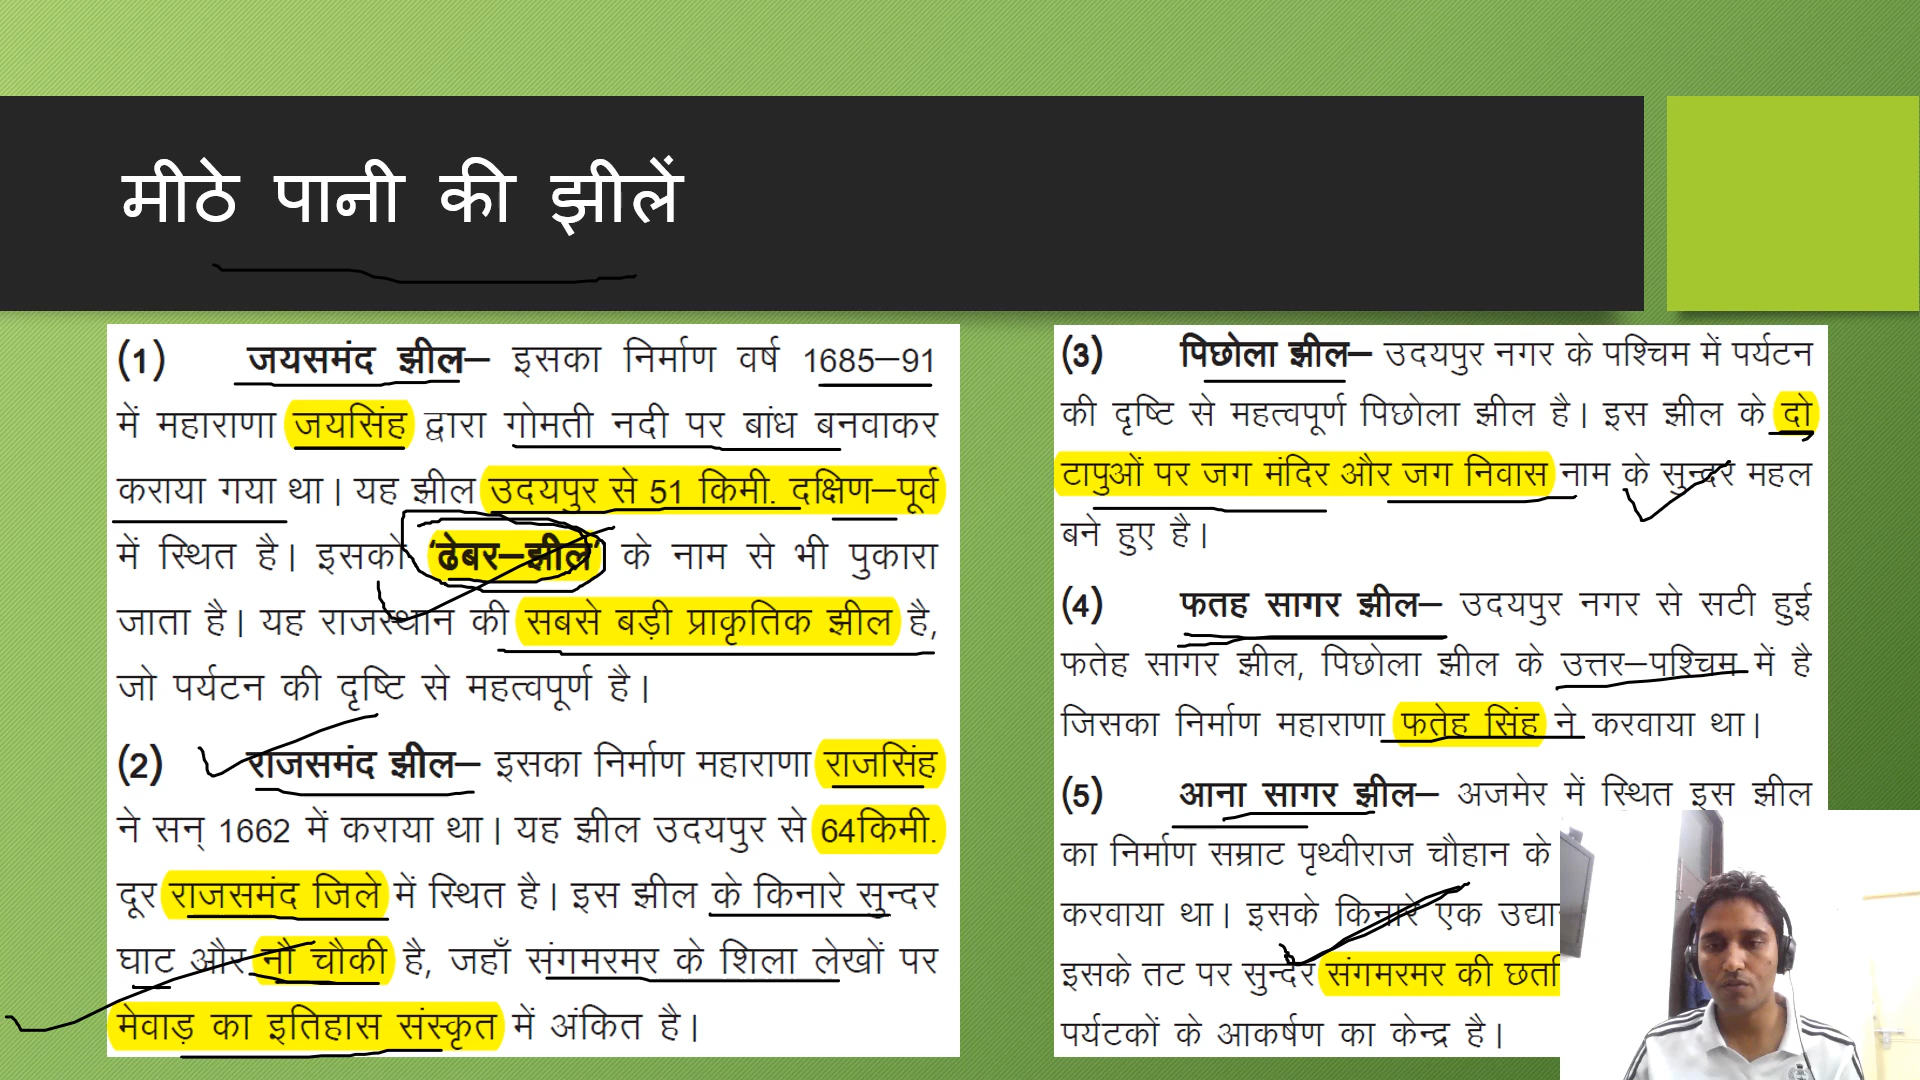 मीठे पानी की झीलें
(1) जयसमंद झील– इसका निर्माण वर्ष 1685–91
में महाराणा जयसिंह द्वारा गोमती नदी पर बांध बनवाकर
कराया गया था। यह झील उदयपुर से 51 किमी. दक्षिण–पूर्व
में स्थित है। इसको 'ढेबर–झील' के नाम से भी पुकारा
जाता है। यह राजस्थान की सबसे बड़ी प्राकृतिक झील है,
जो पर्यटन की दृष्टि से महत्वपूर्ण है।
(2) राजसमंद झील– इसका निर्माण महाराणा राजसिंह
ने सन् 1662 में कराया था। यह झील उदयपुर से 64किमी.
दूर राजसमंद जिले में स्थित है। इस झील के किनारे सुन्दर
घाट और नौ चौकी है, जहाँ संगमरमर के शिला लेखों पर
मेवाड़ का इतिहास संस्कृत में अंकित है।
(3) पिछोला झील– उदयपुर नगर के पश्चिम में पर्यटन
की दृष्टि से महत्वपूर्ण पिछोला झील है। इस झील के दो
टापुओं पर जग मंदिर और जग निवास नाम के सुन्दर महल
बने हुए है।
(4) फतह सागर झील– उदयपुर नगर से सटी हुई
फतेह सागर झील, पिछोला झील के उत्तर–पश्चिम में है
जिसका निर्माण महाराणा फतेह सिंह ने करवाया था।
(5) आना सागर झील– अजमेर में स्थित इस झील
का निर्माण सम्राट पृथ्वीराज चौहान के
करवाया था। इसके किनारे एक
इसके तट पर सुन्दर संगमरमर की
पर्यटकों के आकर्षण का केन्द्र है।